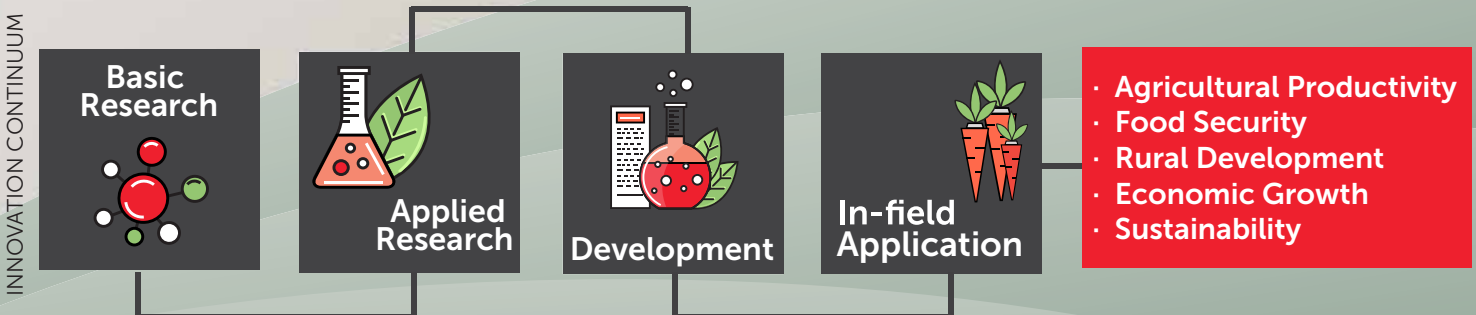 INNOVATION CONTINUUM
Basic
Research
Applied
Research
Development
In-field
Application
· Agricultural Productivity
· Food Security
· Rural Development
· Economic Growth
· Sustainability